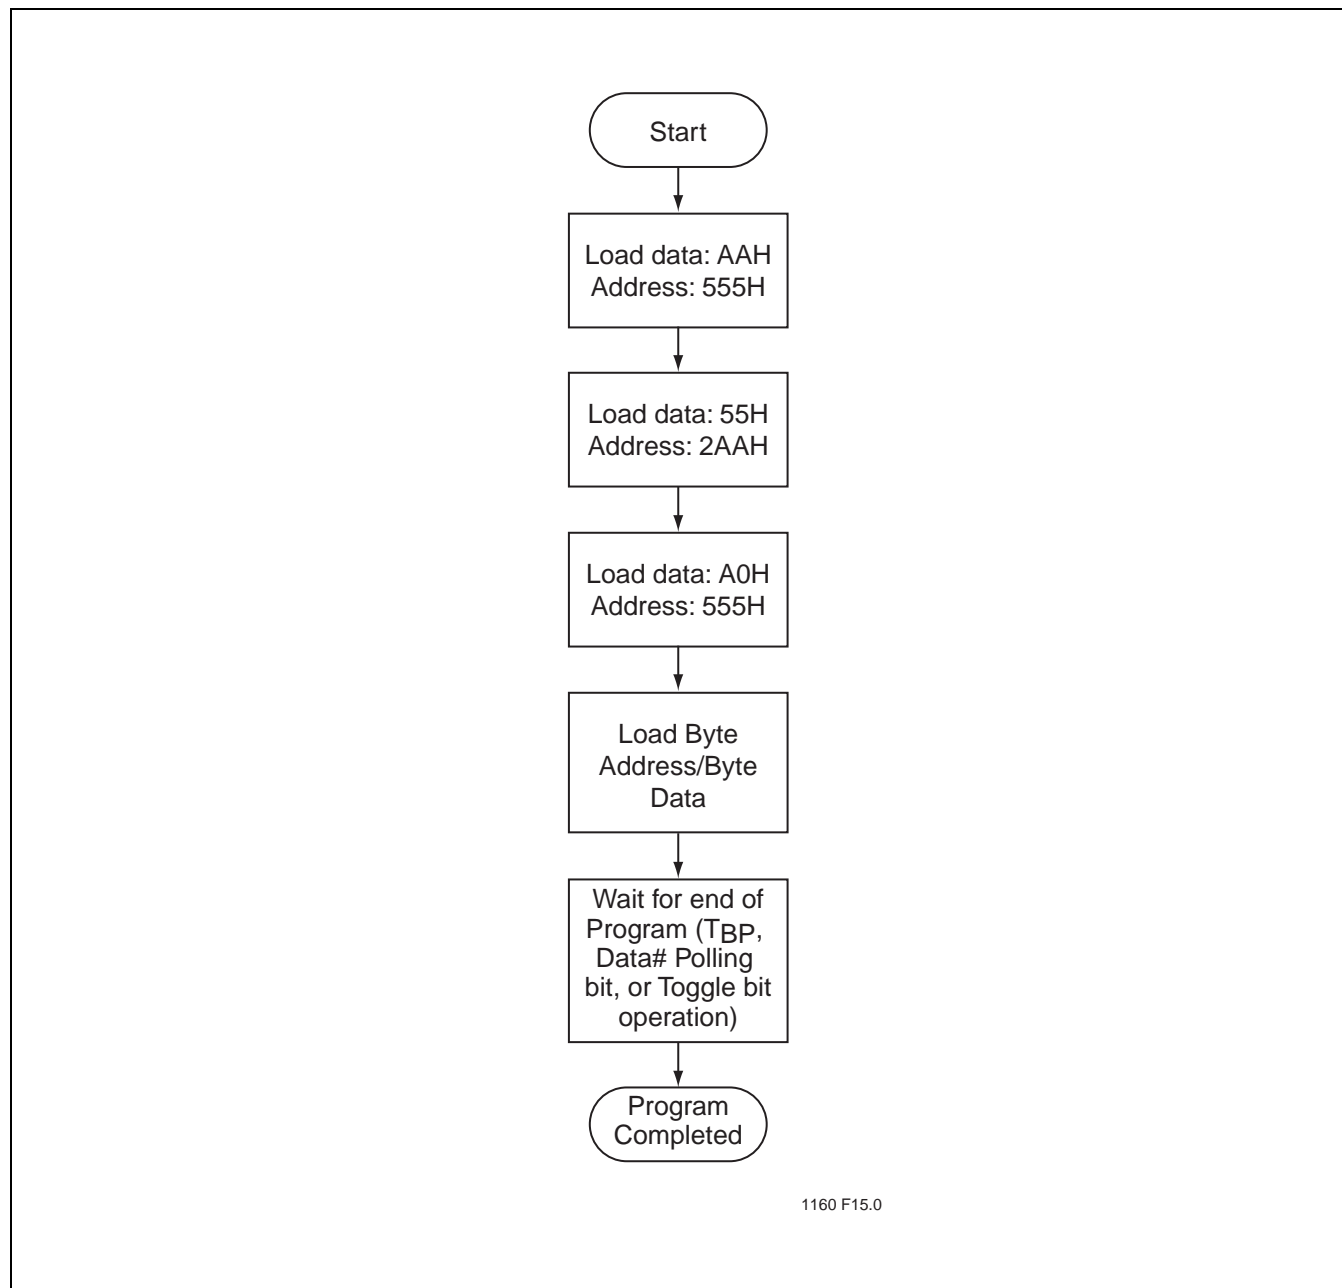 Start
Load data: AAH
Address: 555H
Load data: 55H
Address: 2AAH
Load data: A0H
Address: 555H
Load Byte
Address/Byte
Data
Wait for end of
Program (TBP,
Data# Polling
bit, or Toggle bit
operation)
Program
Completed
1160 F15.0